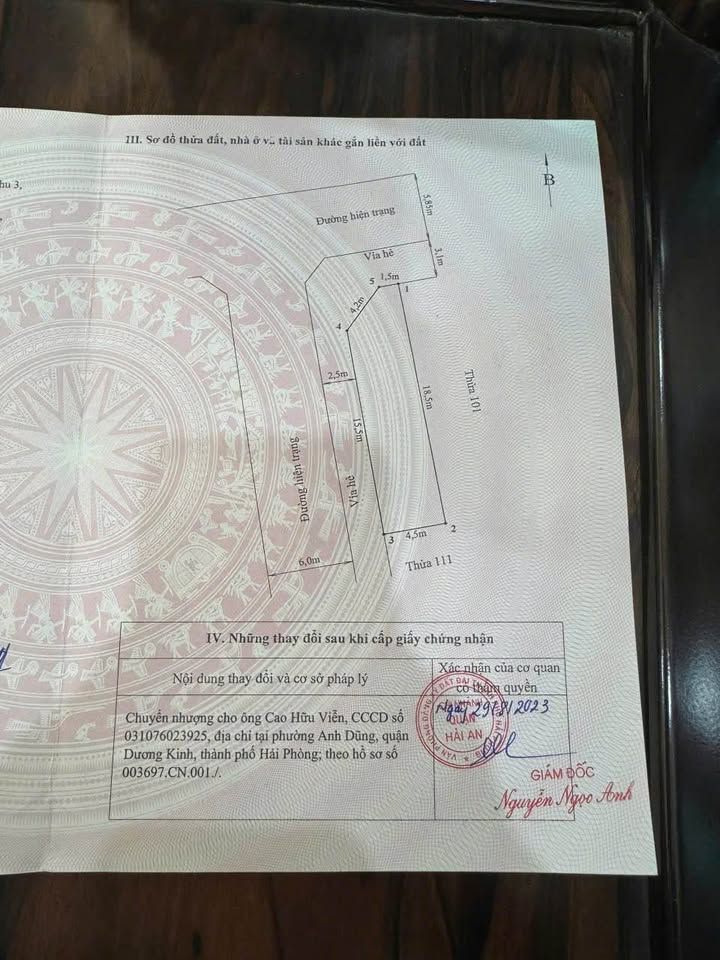 III. Sơ đồ thửa đất, nhà ở và tài sản khác gắn liền với đất
hu 3,
B
5,85m
Đường hiện trạng
3,1m
Vỉa hè
5
1,5m
1
4,2m
4
2,5m
18,5m
Thửa 101
15,5m
Đường hiện trạng
Vỉa hè
2
3
4,5m
6,0m
Thửa 111
IV. Những thay đổi sau khi cấp giấy chứng nhận
Nội dung thay đổi và cơ sở pháp lý
Xác nhận của cơ quan
có thẩm quyền
Chuyển nhượng cho ông Cao Hữu Viễn, CCCD số
031076023925, địa chỉ tại phường Anh Dũng, quận
Dương Kinh, thành phố Hải Phòng; theo hồ sơ số
003697.CN.001./.
Ngày 29/8/2023
CHI NHÁNH
QUẬN
HẢI AN
GIÁM ĐỐC
Nguyễn Ngọc Anh